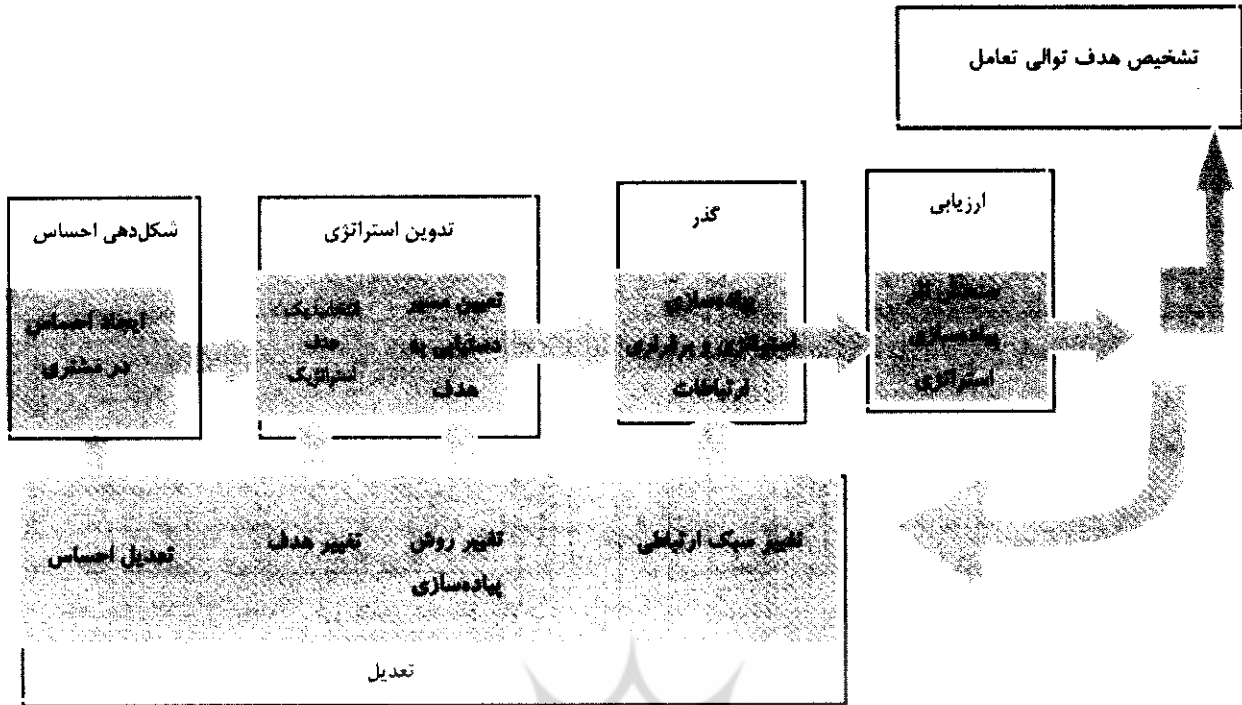 تشخیص هدف توالی تعامل
شکل‌دهی احساس
ایجاد احساس
در مشتری
تدوین استراتژی
انتخاب یک
هدف
استراتژیک
تعیین مسیر
دستیابی به
هدف
گذر
پیاده‌سازی
استراتژی و برقراری
ارتباطات
ارزیابی
سنجش اثر
پیاده‌سازی
استراتژی
تعدیل احساس
تغییر هدف
تغییر روش
پیاده‌سازی
تغییر سبک ارتباطی
تعدیل